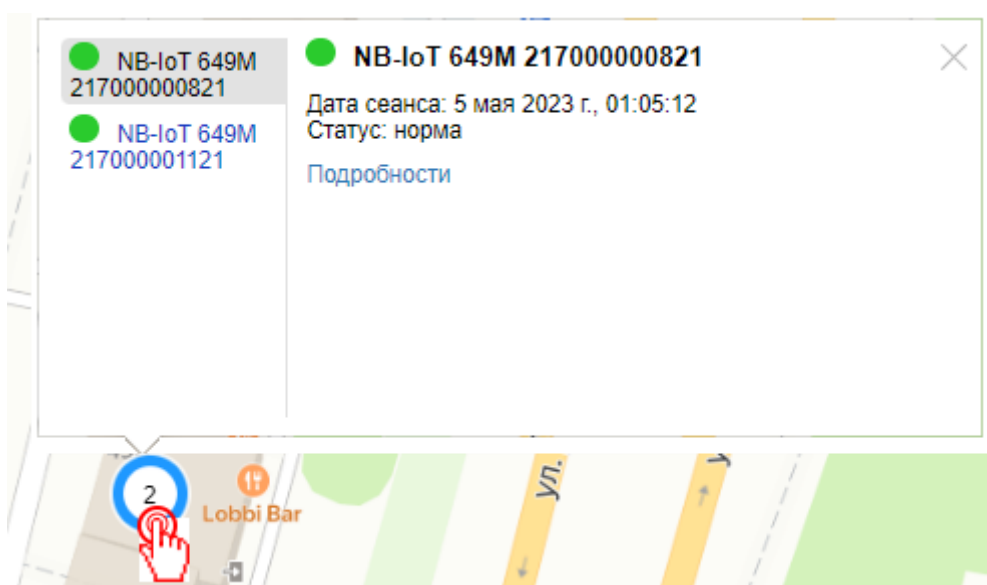 NB-IoT 649M
217000000821
NB-IoT 649M
217000001121
NB-IoT 649M 217000000821
Дата сеанса: 5 мая 2023 г., 01:05:12
Статус: норма
Подробности
2
Lobbi Bar
ул.